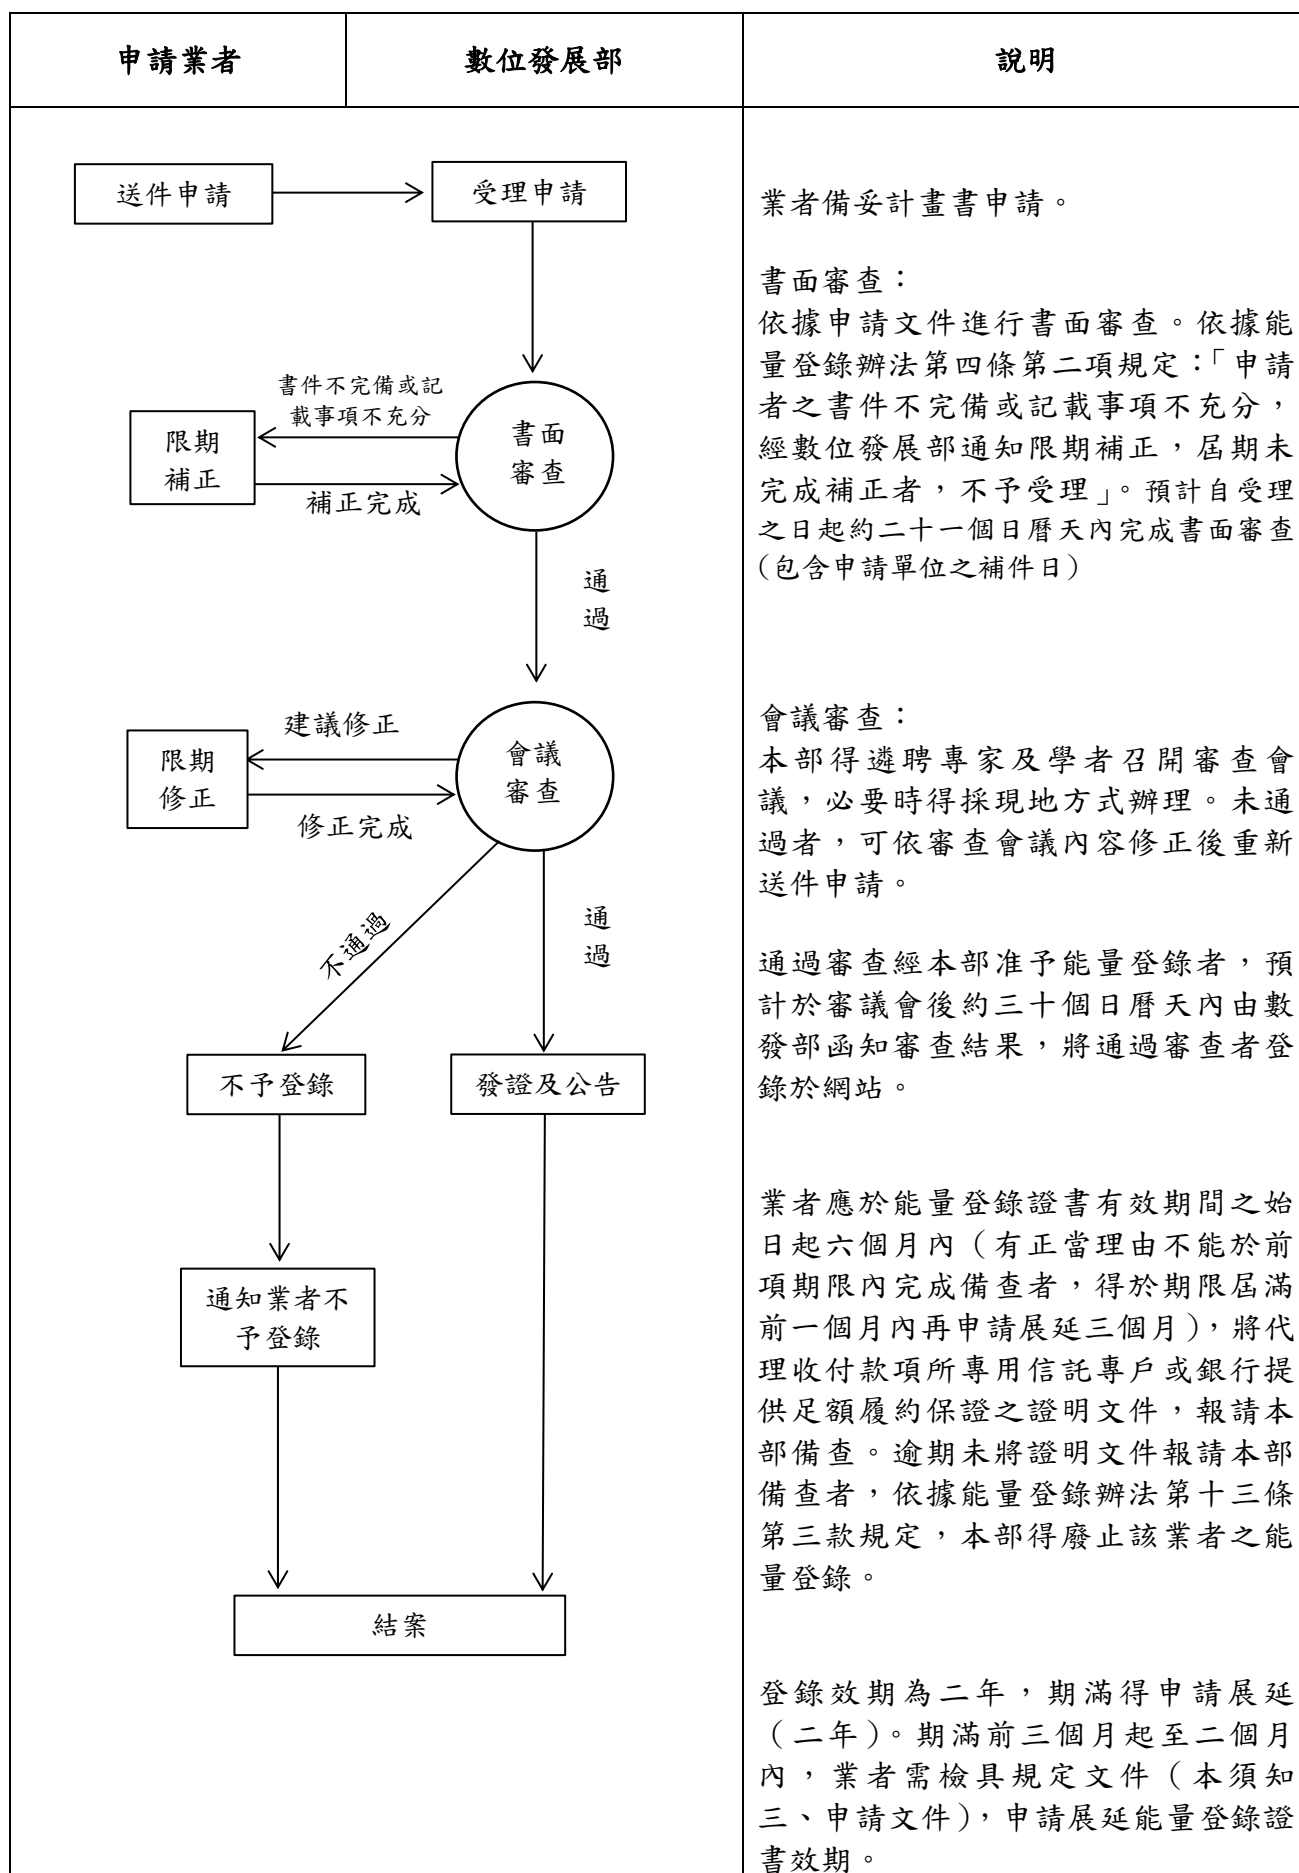 申請業者
數位發展部
說明
送件申請
受理申請
書件不完備或記
載事項不充分
限期
補正
補正完成
書面
審查
通
過
建議修正
限期
修正
修正完成
會議
審查
不通過
通
過
不予登錄
發證及公告
通知業者不
予登錄
結案
業者備妥計畫書申請。
書面審查：
依據申請文件進行書面審查。依據能
量登錄辦法第四條第二項規定：「申請
者之書件不完備或記載事項不充分，
經數位發展部通知限期補正，屆期未
完成補正者，不予受理」。預計自受理
之日起約二十一個日曆天內完成書面審查
(包含申請單位之補件日)
會議審查：
本部得遴聘專家及學者召開審查會
議，必要時得採現地方式辦理。未通
過者，可依審查會議內容修正後重新
送件申請。
通過審查經本部准予能量登錄者，預
計於審議會後約三十個日曆天內由數
發部函知審查結果，將通過審查者登
錄於網站。
業者應於能量登錄證書有效期間之始
日起六個月內（有正當理由不能於前
項期限內完成備查者，得於期限屆滿
前一個月內再申請展延三個月），將代
理收付款項所專用信託專戶或銀行提
供足額履約保證之證明文件，報請本
部備查。逾期未將證明文件報請本部
備查者，依據能量登錄辦法第十三條
第三款規定，本部得廢止該業者之能
量登錄。
登錄效期為二年，期滿得申請展延
（二年）。期滿前三個月起至二個月
內，業者需檢具規定文件（本須知
三、申請文件），申請展延能量登錄證
書效期。